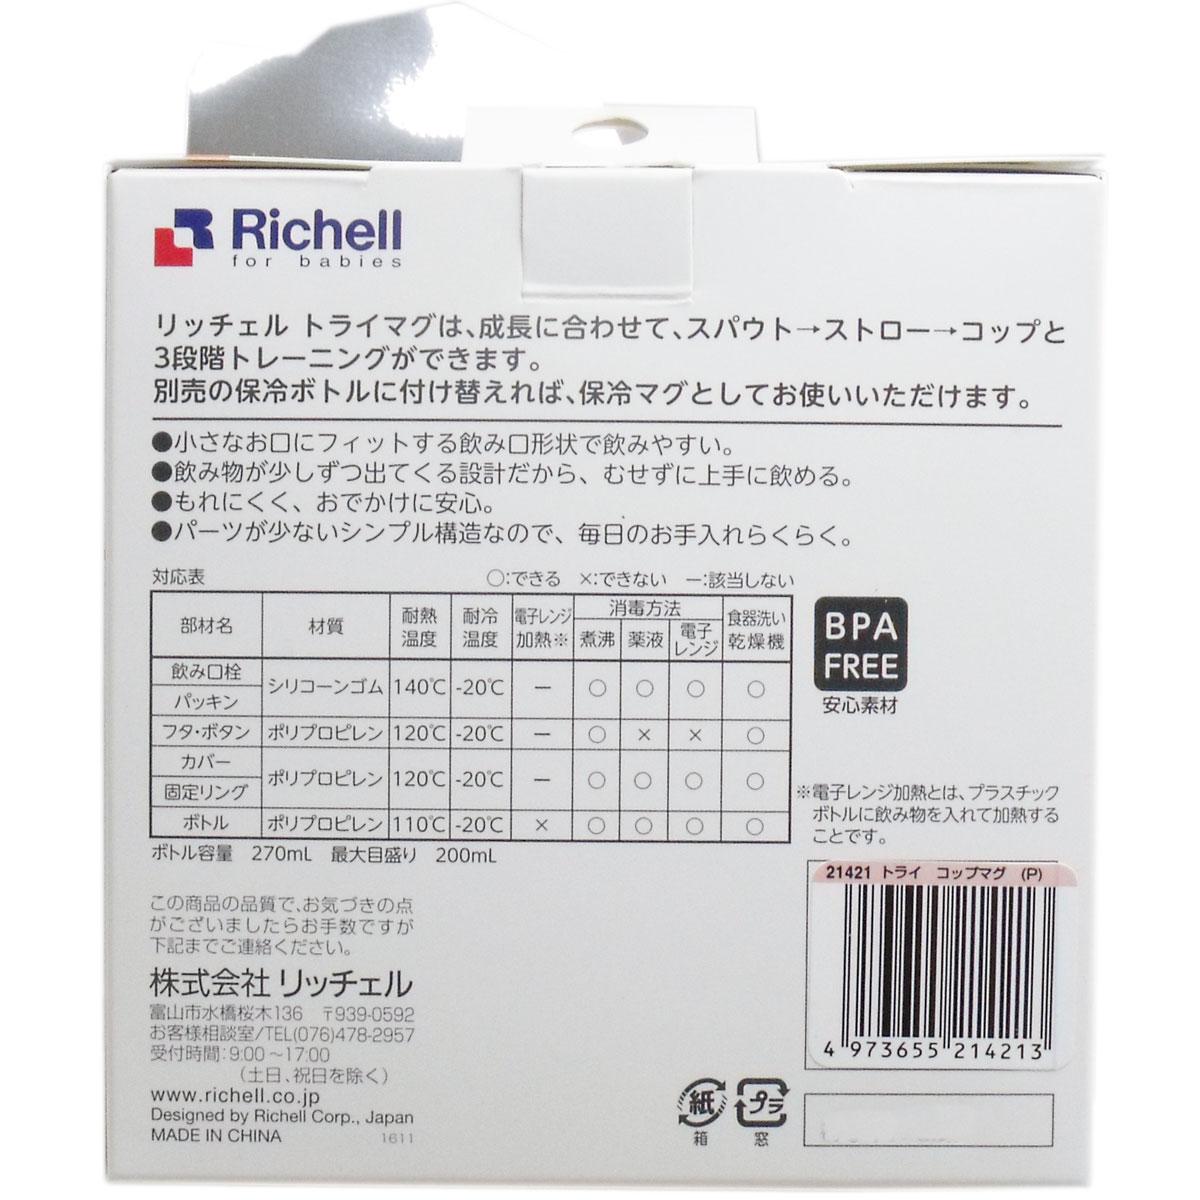 Richell
for babies
リッチェル トライマグは、成長に合わせて、スパウト→ストロー→コップと
3段階トレーニングができます。
別売の保冷ボトルに付け替えれば、保冷マグとしてお使いいただけます。
●小さなお口にフィットする飲み口形状で飲みやすい。
●飲み物が少しずつ出てくる設計だから、むせずに上手に飲める。
●もれにくく、おでかけに安心。
●パーツが少ないシンプル構造なので、毎日のお手入れらくらく。
対応表 ○:できる ×:できない ー:該当しない
部材名 材質 耐熱温度 耐冷温度 電子レンジ加熱※ 消毒方法 煮沸 薬液 電子レンジ 食器洗い乾燥機
飲み口栓
パッキン
シリコーンゴム 140℃ -20℃ ー ○ ○ ○ ○
フタ・ボタン ポリプロピレン 120℃ -20℃ ー ○ × × ○
カバー
固定リング
ポリプロピレン 120℃ -20℃ ー ○ ○ ○ ○
ボトル ポリプロピレン 110℃ -20℃ × ○ ○ ○ ○
ボトル容量 270mL 最大目盛り 200mL
BPA
FREE
安心素材
※電子レンジ加熱とは、プラスチック
ボトルに飲み物を入れて加熱する
ことです。
この商品の品質で、お気づきの点
がございましたらお手数ですが
下記までご連絡ください。
株式会社 リッチェル
富山市水橋桜木136 〒939-0592
お客様相談室/TEL(076)478-2957
受付時間:9:00～17:00
(土日、祝日を除く)
www.richell.co.jp
Designed by Richell Corp., Japan
MADE IN CHINA 1611
21421 トライ コップマグ (P)
4 973655 214213
紙
箱
プラ
窓